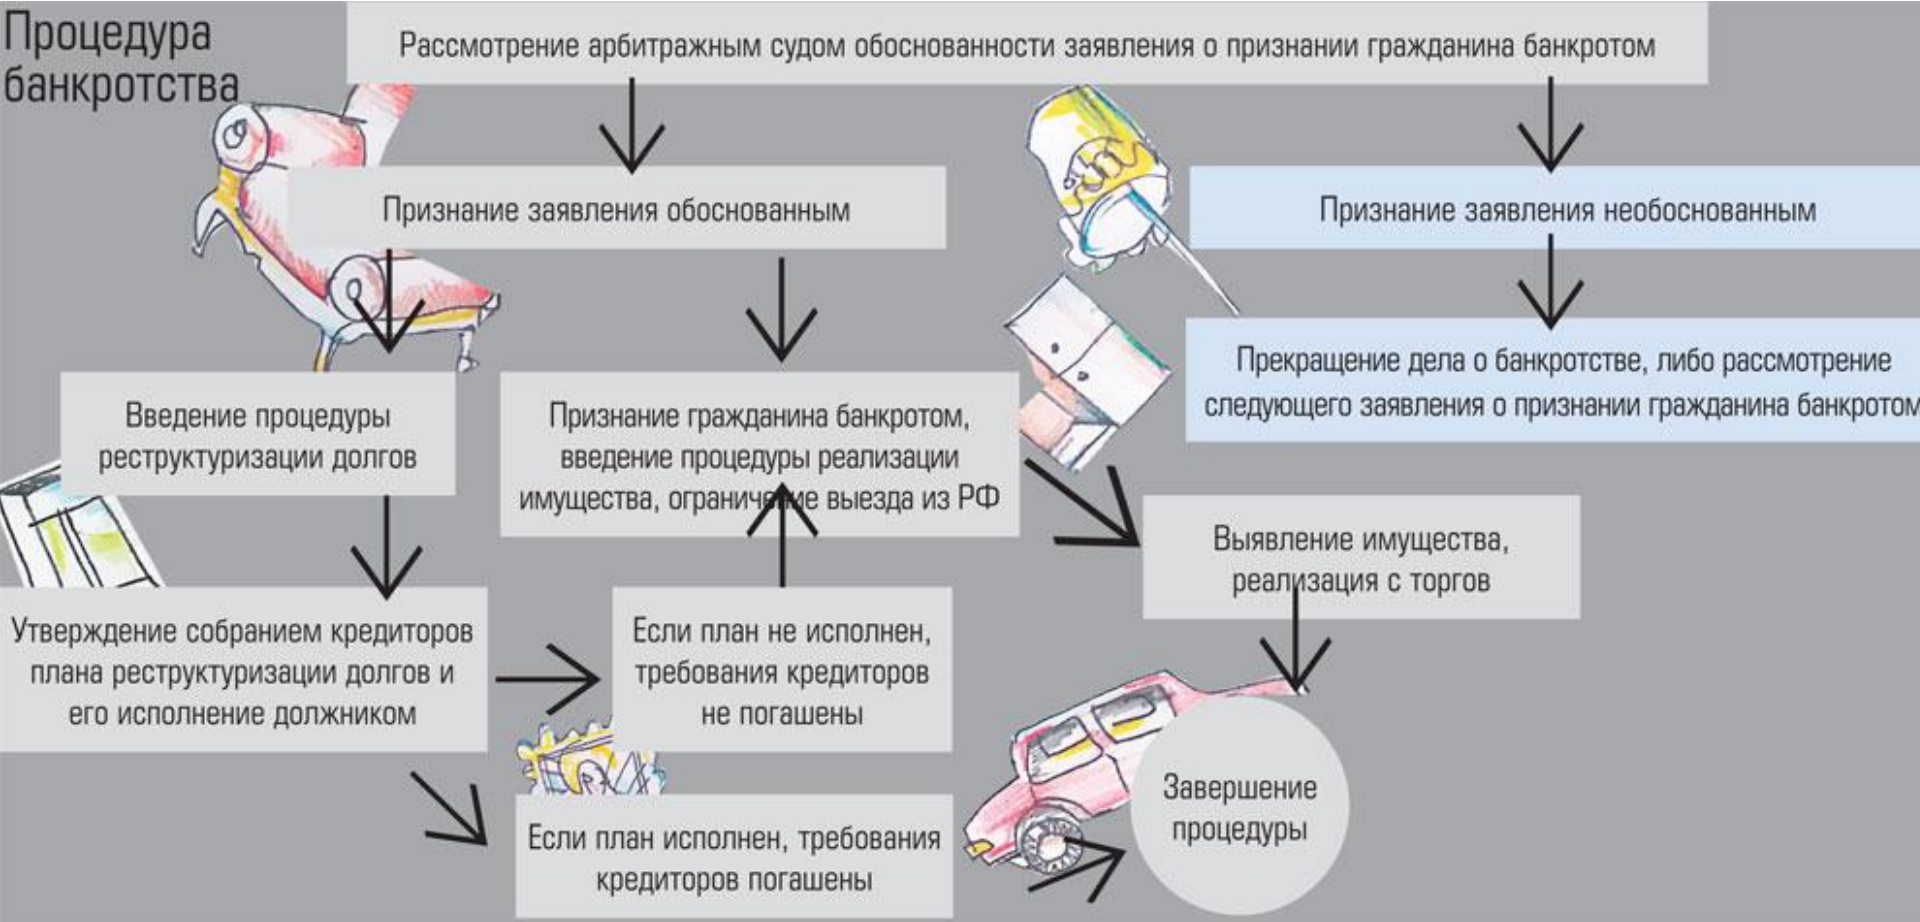 Процедура
банкротства
Рассмотрение арбитражным судом обоснованности заявления о признании гражданина банкротом
Признание заявления обоснованным
Признание заявления необоснованным
Прекращение дела о банкротстве, либо рассмотрение
следующего заявления о признании гражданина банкротом
Введение процедуры
реструктуризации долгов
Признание гражданина банкротом,
введение процедуры реализации
имущества, ограничение выезда из РФ
Выявление имущества,
реализация с торгов
Утверждение собранием кредиторов
плана реструктуризации долгов и
его исполнение должником
Если план не исполнен,
требования кредиторов
не погашены
Если план исполнен, требования
кредиторов погашены
Завершение
процедуры